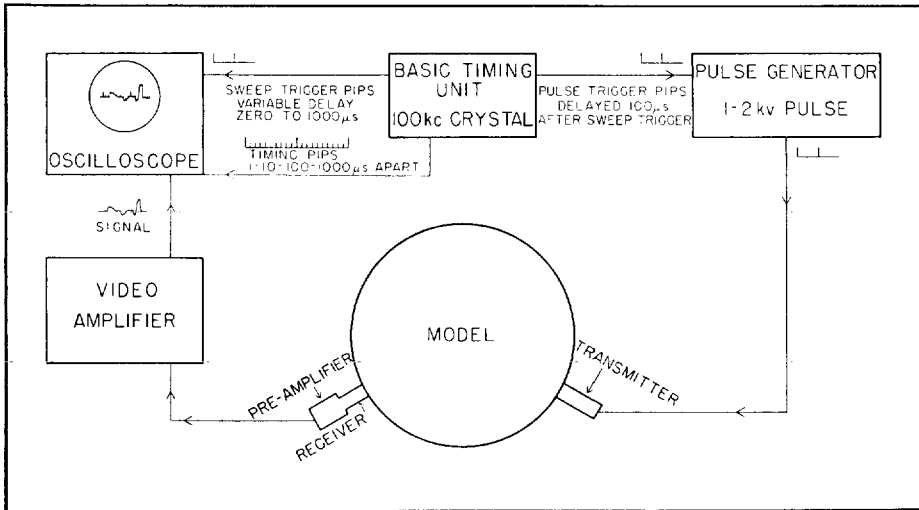 OSCILLOSCOPE
SWEEP TRIGGER PIPS
VARIABLE DELAY
ZERO TO 1000μs
TIMING PIPS
1-10-100-1000μs APART
BASIC TIMING
UNIT
100kc CRYSTAL
PULSE TRIGGER PIPS
DELAYED 100μs
AFTER SWEEP TRIGGER
PULSE GENERATOR
1-2kv PULSE
SIGNAL
VIDEO
AMPLIFIER
MODEL
PRE-AMPLIFIER
RECEIVER
TRANSMITTER